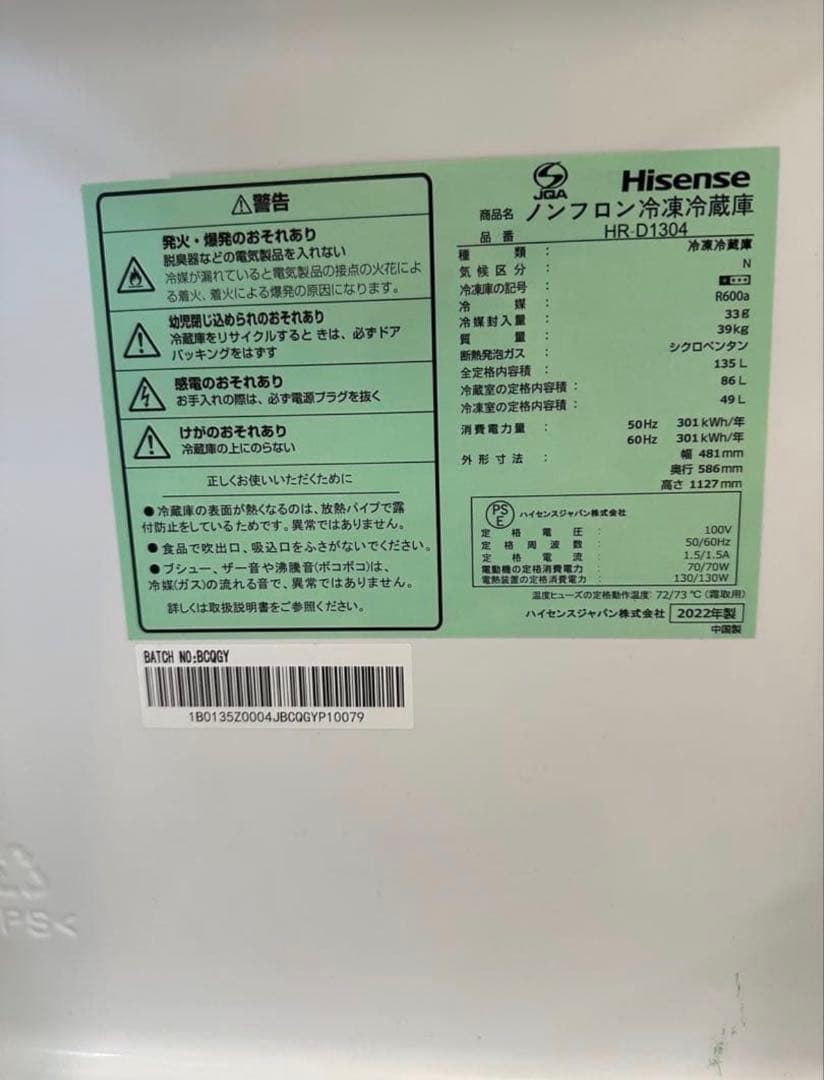 ⚠警告
発火・爆発のおそれあり
脱臭器などの電気製品を入れない
冷媒が漏れていると電気製品の接点の火花によ
る着火、着火による爆発の原因になります。
幼児閉じ込められのおそれあり
冷蔵庫をリサイクルするときは、必ずドア
パッキングをはずす
感電のおそれあり
お手入れの際は、必ず電源プラグを抜く
けがのおそれあり
冷蔵庫の上にのらない
正しくお使いいただくために
●冷蔵庫の表面が熱くなるのは、放熱パイプで露
付防止をしているためです。異常ではありません。
●食品で吹出口、吸込口をふさがないでください。
●ブシュー、ザー音や沸騰音(ボコボコ)は、
冷媒(ガス)の流れる音で、異常ではありません。
詳しくは取扱説明書をご参照ください。
JQA Hisense
商品名 ノンフロン冷凍冷蔵庫
品番 HR-D1304
種類: 冷凍冷蔵庫
気候区分: N
冷凍庫の記号:
冷媒: R600a
冷媒封入量: 33g
質量: 39kg
断熱発泡ガス: シクロペンタン
全定格内容積: 135L
冷蔵室の定格内容積: 86L
冷凍室の定格内容積: 49L
消費電力量: 50Hz 301kWh/年
60Hz 301kWh/年
外形寸法: 幅 481mm
奥行 586mm
高さ 1127mm
PSE ハイセンスジャパン株式会社
定格電圧: 100V
定格周波数: 50/60Hz
定格電流: 1.5/1.5A
電動機の定格消費電力: 70/70W
電熱装置の定格消費電力: 130/130W
温度ヒューズの定格動作温度: 72/73℃(霜取用)
ハイセンスジャパン株式会社 2022年製
中国製
BATCH NO:BCQGY
1B0135Z0004JBCQGYP10079
PS<